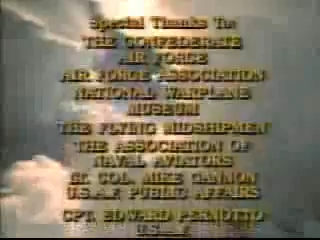 Special Thanks To:
THE CONFEDERATE
AIR FORCE
AIR FORCE ASSOCIATION
NATIONAL WARPLANE
MUSEUM
THE FLYING MIDSHIPMEN
THE ASSOCIATION OF
NAVAL AVIATORS
LT. COL. MIKE GANNON
U.S.A.F. PUBLIC AFFAIRS
CPT. EDWARD PERNOTTO
U.S.A.F